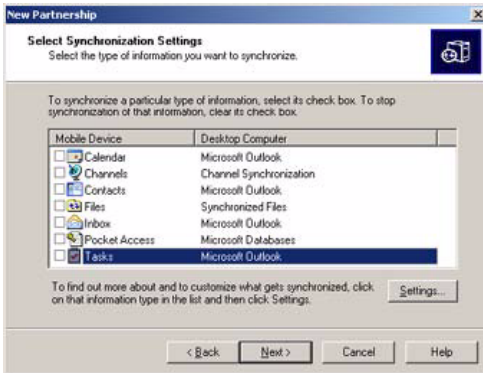 New Partnership
Select Synchronization Settings
Select the type of information you want to synchronize.
To synchronize a particular type of information, select its check box. To stop
synchronization of that information, clear its check box.
Mobile Device Desktop Computer
Calendar Microsoft Outlook
Channels Channel Synchronization
Contacts Microsoft Outlook
Files Synchronized Files
Inbox Microsoft Outlook
Pocket Access Microsoft Databases
Tasks Microsoft Outlook
To find out more about and to customize what gets synchronized, click
on that information type in the list and then click Settings.
Settings...
< Back Next > Cancel Help